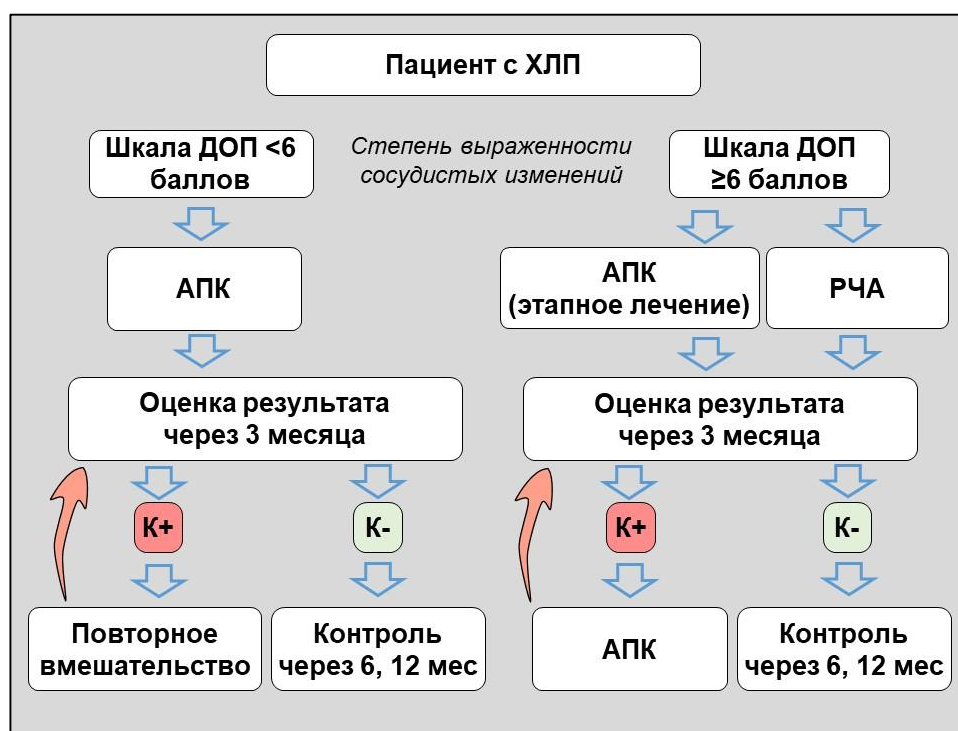 Пациент с ХЛП
Шкала ДОП <6
баллов
Степень выраженности
сосудистых изменений
Шкала ДОП
≥6 баллов
АПК
АПК
(этапное лечение)
РЧА
Оценка результата
через 3 месяца
Оценка результата
через 3 месяца
К+
К-
К+
К-
Повторное
вмешательство
Контроль
через 6, 12 мес
АПК
Контроль
через 6, 12 мес